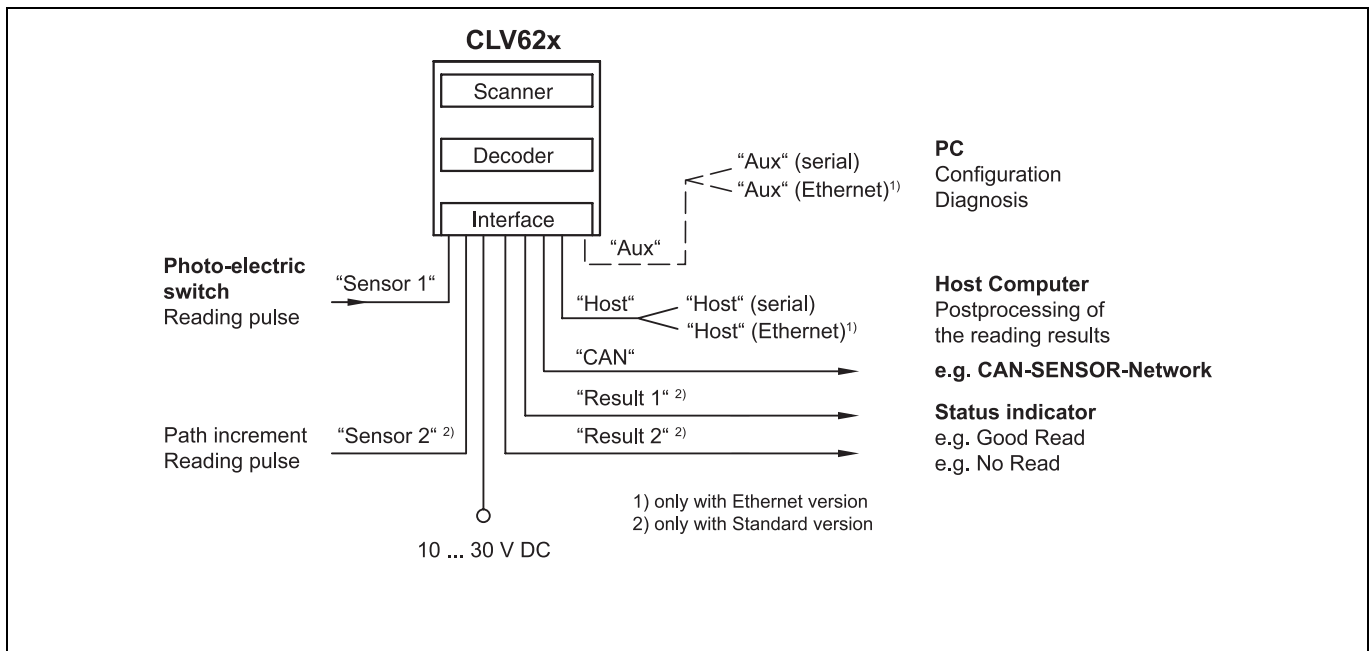 CLV62x
Scanner
Decoder
Interface
“Aux“
“Aux“ (serial)
“Aux“ (Ethernet)1)
PC
Configuration
Diagnosis
Photo-electric
switch
Reading pulse
“Sensor 1“
“Host“
“Host“ (serial)
“Host“ (Ethernet)1)
Host Computer
Postprocessing of
the reading results
“CAN“
e.g. CAN-SENSOR-Network
“Result 1“ 2)
Status indicator
e.g. Good Read
e.g. No Read
Path increment
Reading pulse
“Sensor 2“ 2)
“Result 2“ 2)
1) only with Ethernet version
2) only with Standard version
10 ... 30 V DC